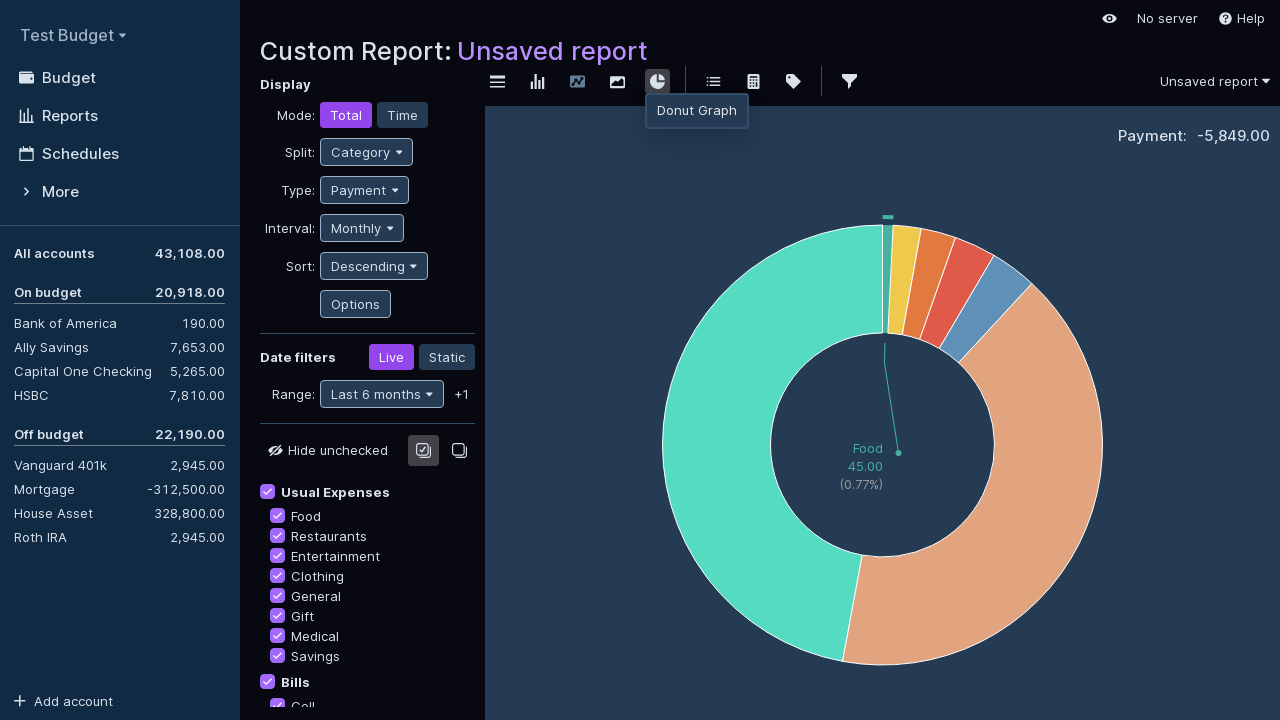 Test Budget
Budget
Reports
Schedules
More
All accounts 43,108.00
On budget 20,918.00
Bank of America 190.00
Ally Savings 7,653.00
Capital One Checking 5,265.00
HSBC 7,810.00
Off budget 22,190.00
Vanguard 401k 2,945.00
Mortgage -312,500.00
House Asset 328,800.00
Roth IRA 2,945.00
Add account
No server
Help
Custom Report: Unsaved report
Display
Mode: Total Time
Split: Category
Type: Payment
Interval: Monthly
Sort: Descending
Options
Date filters Live Static
Range: Last 6 months +1
Hide unchecked
Usual Expenses
Food
Restaurants
Entertainment
Clothing
General
Gift
Medical
Savings
Bills
Cell
Unsaved report
Donut Graph
Payment: -5,849.00
Food
45.00
(0.77%)